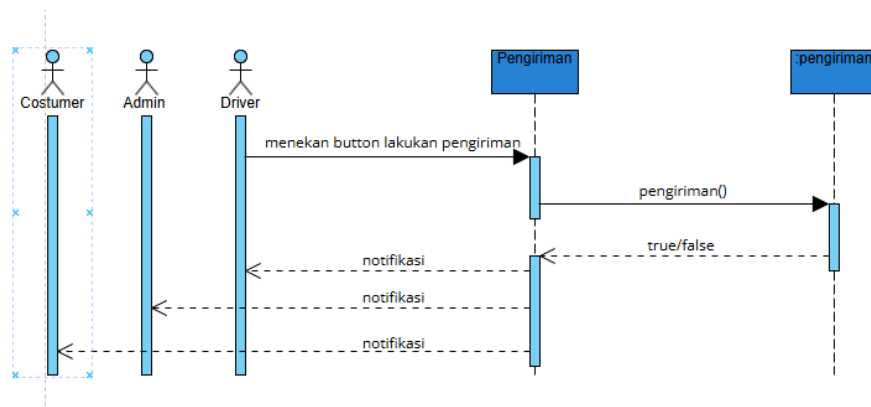 Pengiriman
:pengiriman
Costumer
Admin
Driver
menekan button lakukan pengiriman
pengiriman()
true/false
notifikasi
notifikasi
notifikasi